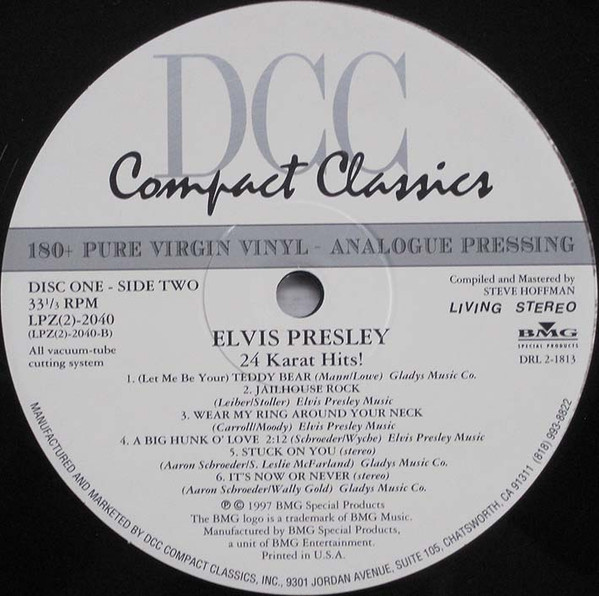 DCC
Compact Classics
180+ PURE VIRGIN VINYL - ANALOGUE PRESSING
DISC ONE - SIDE TWO
33 1/3 RPM
LPZ(2)-2040
(LPZ(2)-2040-B)
All vacuum-tube
cutting system
Compiled and Mastered by
STEVE HOFFMAN
LIVING STEREO
BMG
SPECIAL PRODUCTS
DRL 2-1813
ELVIS PRESLEY
24 Karat Hits!
1. (Let Me Be Your) TEDDY BEAR (Mann/Lowe) Gladys Music Co.
2. JAILHOUSE ROCK
(Leiber/Stoller) Elvis Presley Music
3. WEAR MY RING AROUND YOUR NECK
(Carroll/Moody) Elvis Presley Music
4. A BIG HUNK O' LOVE 2:12 (Schroeder/Wyche) Elvis Presley Music
5. STUCK ON YOU (stereo)
(Aaron Schroeder/S. Leslie McFarland) Gladys Music Co.
6. IT'S NOW OR NEVER (stereo)
(Aaron Schroeder/Wally Gold) Gladys Music Co.
℗ © 1997 BMG Special Products
The BMG logo is a trademark of BMG Music.
Manufactured by BMG Special Products,
a unit of BMG Entertainment.
Printed in U.S.A.
MANUFACTURED AND MARKETED BY DCC COMPACT CLASSICS, INC., 9301 JORDAN AVENUE, SUITE 105, CHATSWORTH, CA 91311 (818) 993-8822